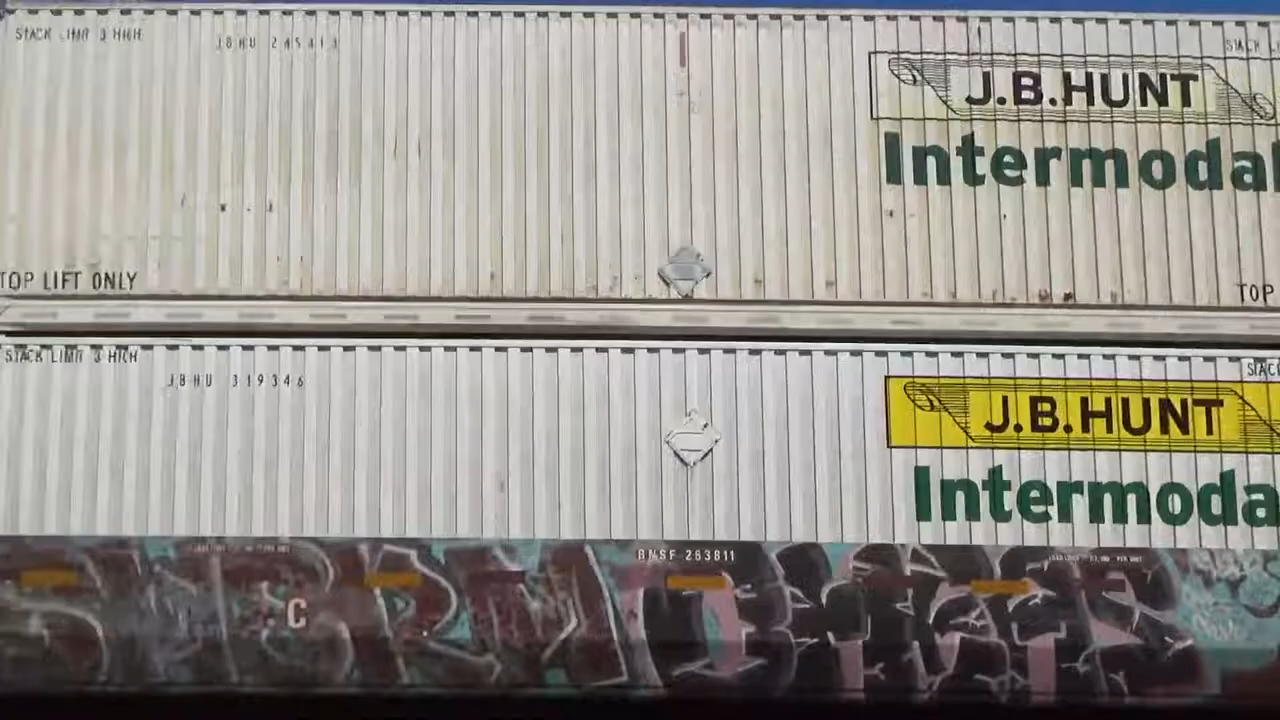 STACK LIMIT 3 HIGH
JBHU 245413
J.B.HUNT
Intermodal
TOP LIFT ONLY
TOP
STACK LIMIT 3 HIGH
JBHU 319346
J.B.HUNT
Intermoda
BNSF 263811
C